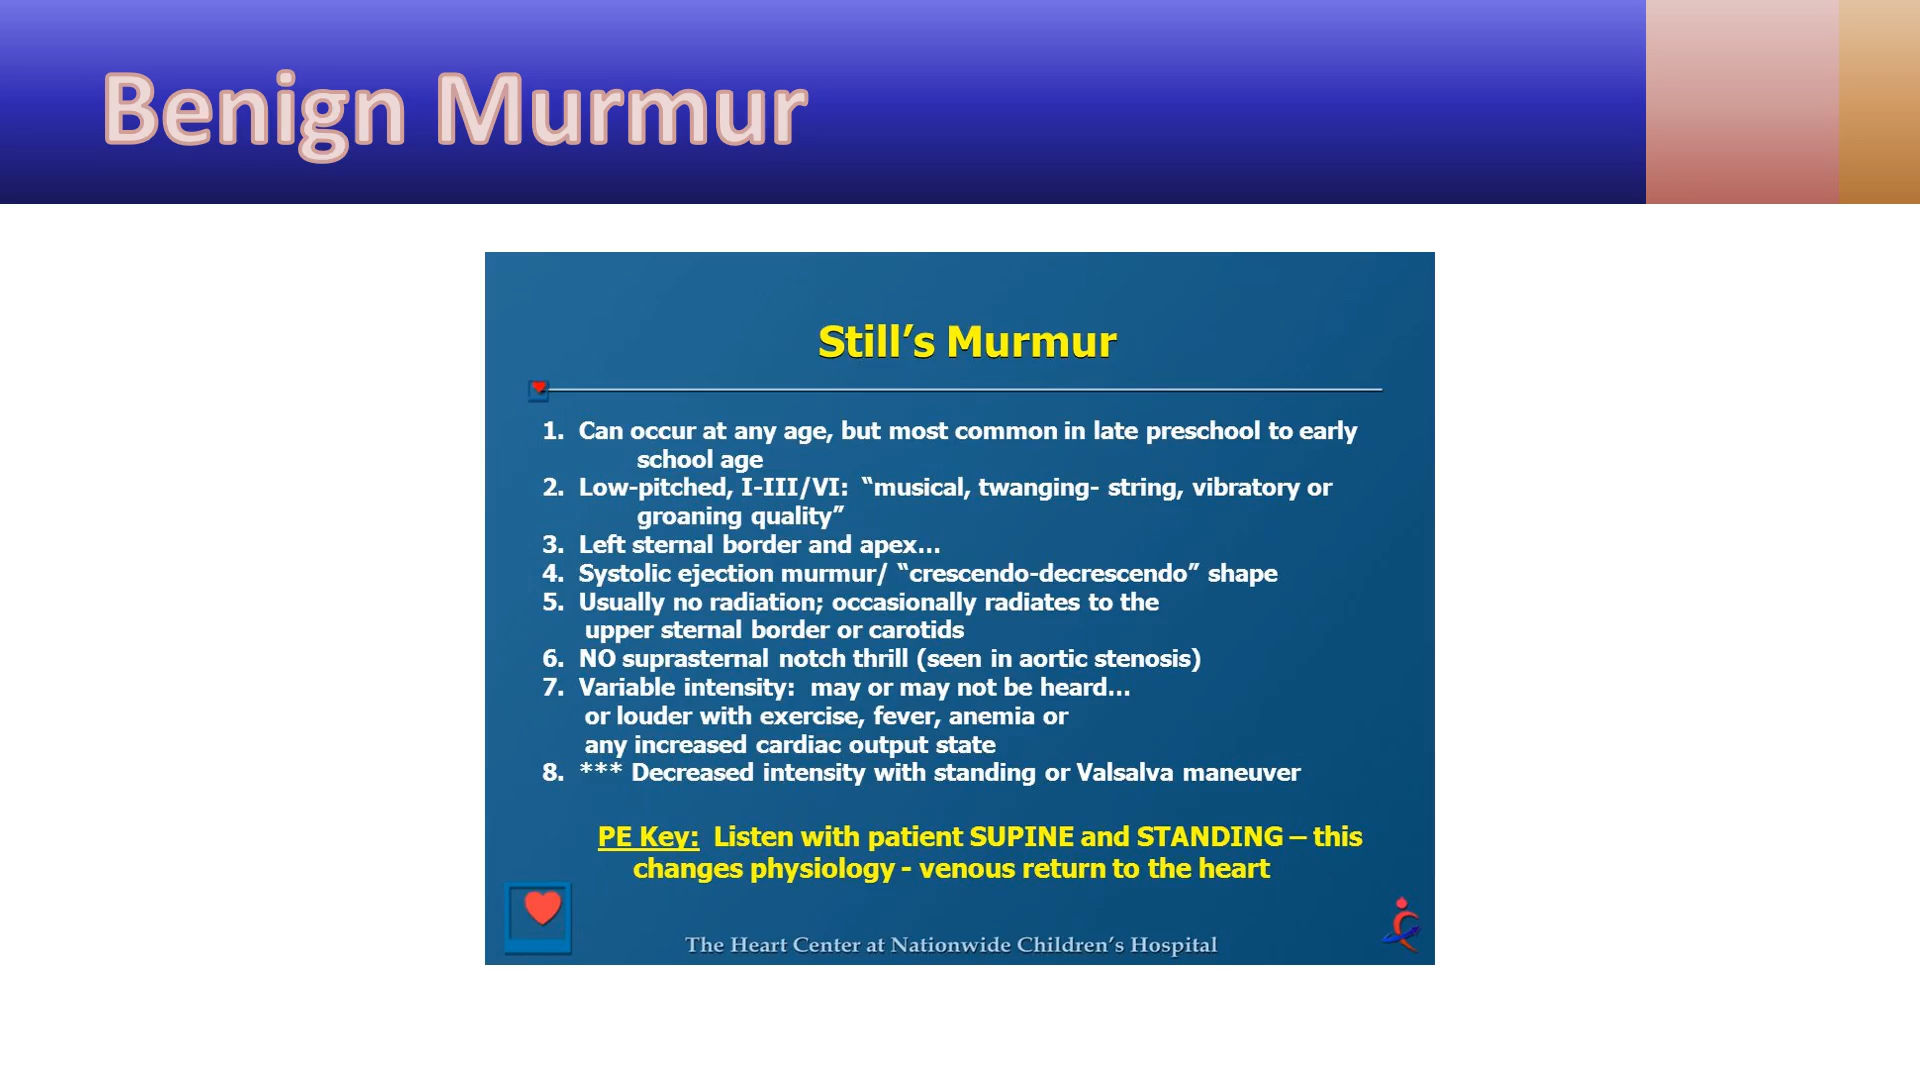 Benign Murmur
Still’s Murmur
1. Can occur at any age, but most common in late preschool to early
school age
2. Low-pitched, I-III/VI: “musical, twanging- string, vibratory or
groaning quality”
3. Left sternal border and apex…
4. Systolic ejection murmur/ “crescendo-decrescendo” shape
5. Usually no radiation; occasionally radiates to the
upper sternal border or carotids
6. NO suprasternal notch thrill (seen in aortic stenosis)
7. Variable intensity: may or may not be heard…
or louder with exercise, fever, anemia or
any increased cardiac output state
8. *** Decreased intensity with standing or Valsalva maneuver
PE Key: Listen with patient SUPINE and STANDING – this
changes physiology - venous return to the heart
The Heart Center at Nationwide Children’s Hospital